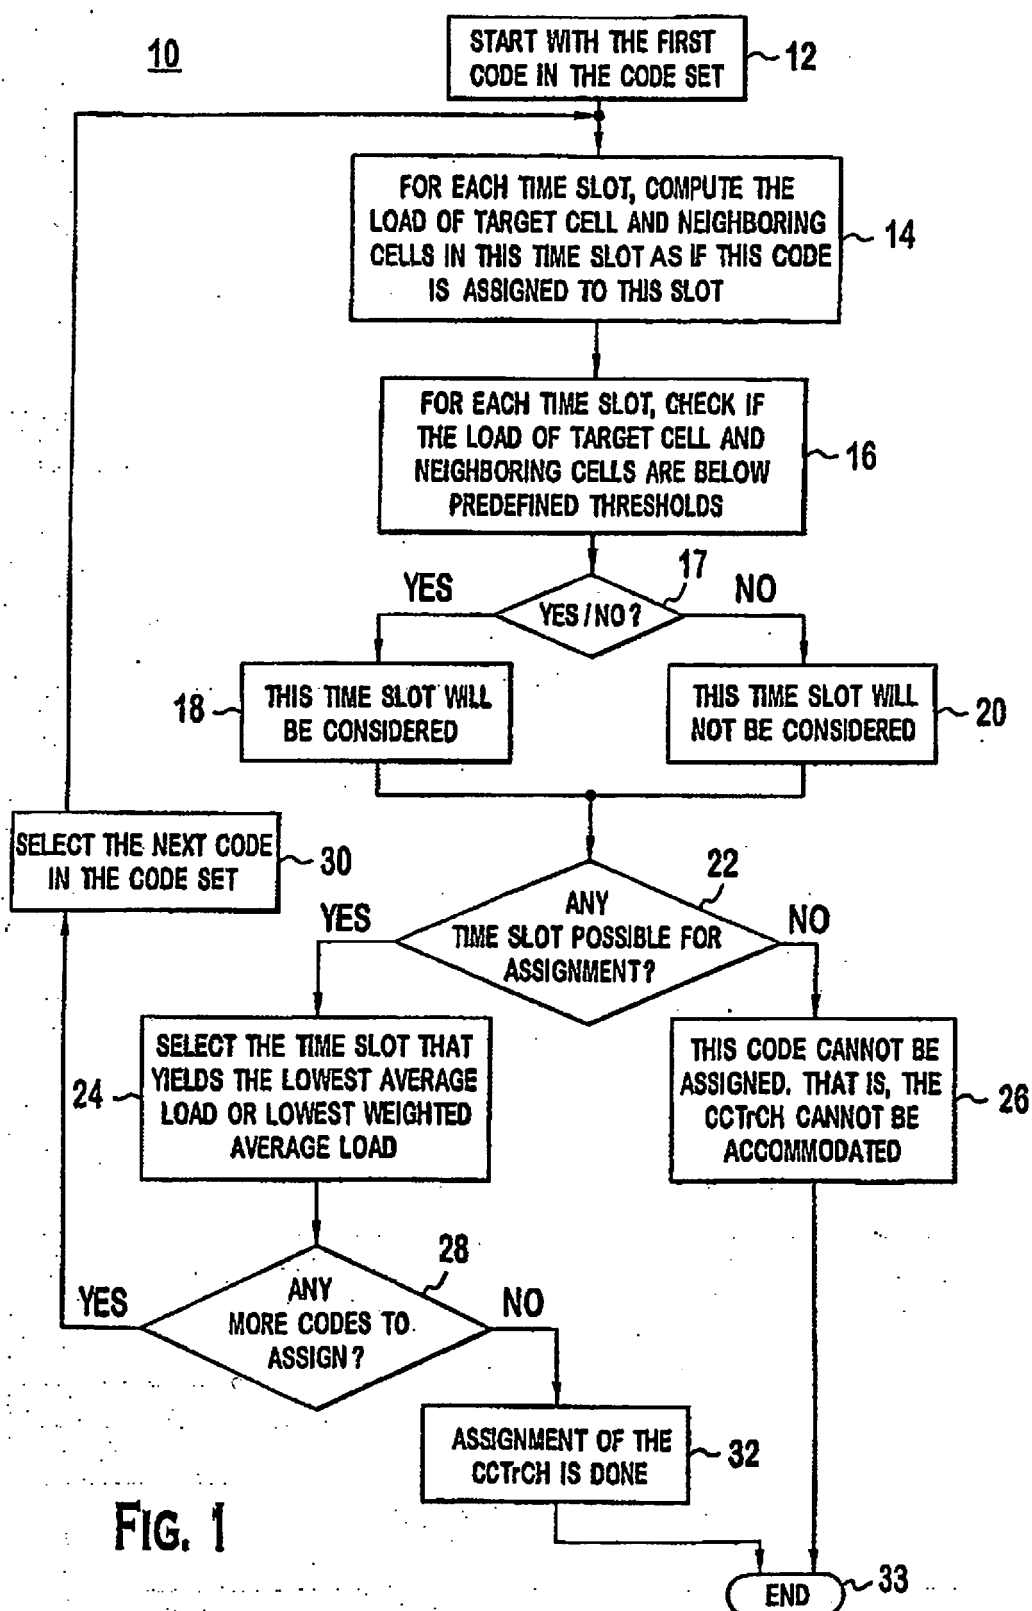 10
START WITH THE FIRST
CODE IN THE CODE SET
12
FOR EACH TIME SLOT, COMPUTE THE
LOAD OF TARGET CELL AND NEIGHBORING
CELLS IN THIS TIME SLOT AS IF THIS CODE
IS ASSIGNED TO THIS SLOT
14
FOR EACH TIME SLOT, CHECK IF
THE LOAD OF TARGET CELL AND
NEIGHBORING CELLS ARE BELOW
PREDEFINED THRESHOLDS
16
17
YES
YES / NO ?
NO
18
THIS TIME SLOT WILL
BE CONSIDERED
THIS TIME SLOT WILL
NOT BE CONSIDERED
20
SELECT THE NEXT CODE
IN THE CODE SET
30
22
YES
ANY
TIME SLOT POSSIBLE FOR
ASSIGNMENT?
NO
24
SELECT THE TIME SLOT THAT
YIELDS THE LOWEST AVERAGE
LOAD OR LOWEST WEIGHTED
AVERAGE LOAD
THIS CODE CANNOT BE
ASSIGNED. THAT IS, THE
CCTrCH CANNOT BE
ACCOMMODATED
26
28
YES
ANY
MORE CODES TO
ASSIGN ?
NO
ASSIGNMENT OF THE
CCTrCH IS DONE
32
FIG. 1
END
33